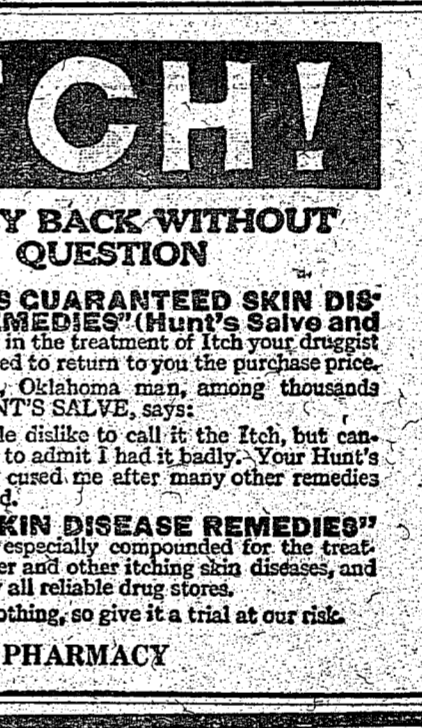 TCH!
Y BACK WITHOUT
QUESTION
S GUARANTEED SKIN DIS-
EMEDIES"(Hunt's Salve and
in the treatment of Itch your druggist
ed to return to you the purchase price.
, Oklahoma man, among thousands
NT'S SALVE, says:
le dislike to call it the Itch, but can-
to admit I had it badly. Your Hunt's
cused me after many other remedies
d.
KIN DISEASE REMEDIES"
especially compounded for the treat-
er and other itching skin diseases, and
y all reliable drug stores.
othing, so give it a trial at our risk.
PHARMACY